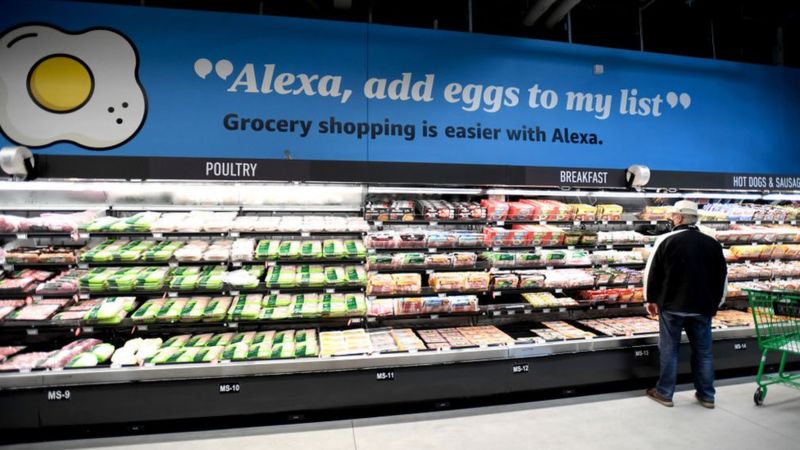 "Alexa, add eggs to my list"
Grocery shopping is easier with Alexa.
POULTRY
BREAKFAST
HOT DOGS & SAUSAG
MS-9
MS-10
MS-11
MS-12
MS-13
MS-14